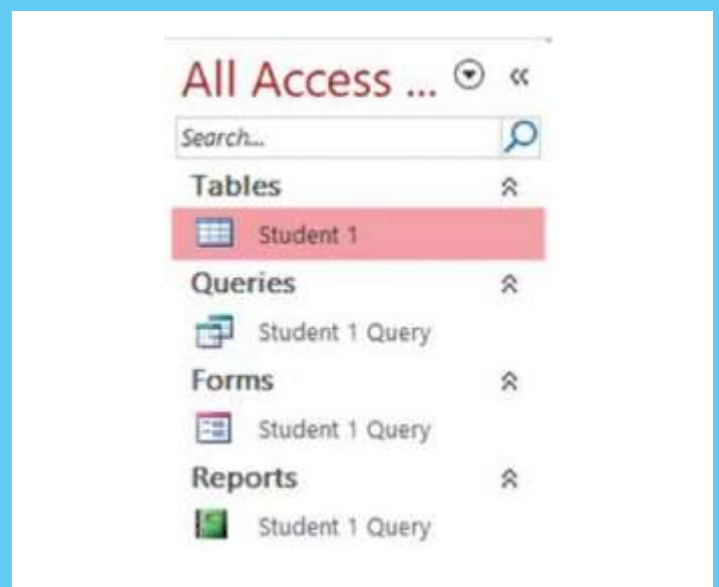 All Access ...
Search...
Tables
Student 1
Queries
Student 1 Query
Forms
Student 1 Query
Reports
Student 1 Query